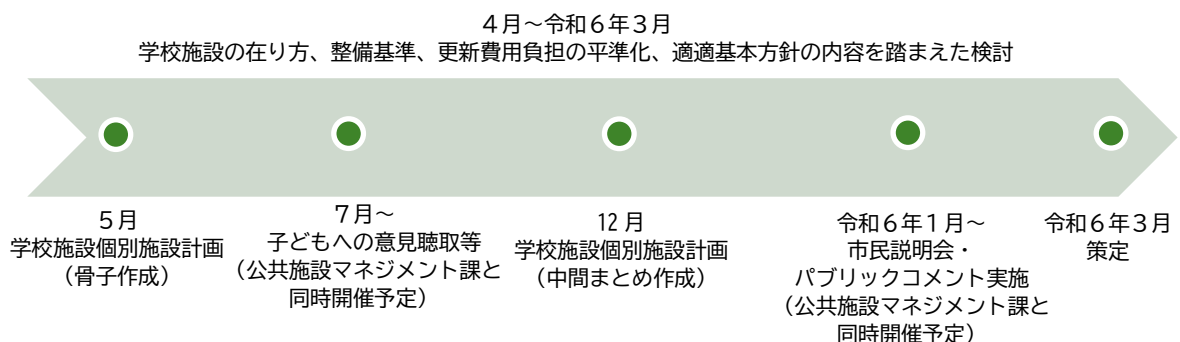 ４月～令和６年３月
学校施設の在り方、整備基準、更新費用負担の平準化、適適基本方針の内容を踏まえた検討
５月
学校施設個別施設計画
（骨子作成）
７月～
子どもへの意見聴取等
（公共施設マネジメント課と
同時開催予定）
12月
学校施設個別施設計画
（中間まとめ作成）
令和６年１月～
市民説明会・
パブリックコメント実施
（公共施設マネジメント課と
同時開催予定）
令和６年３月
策定